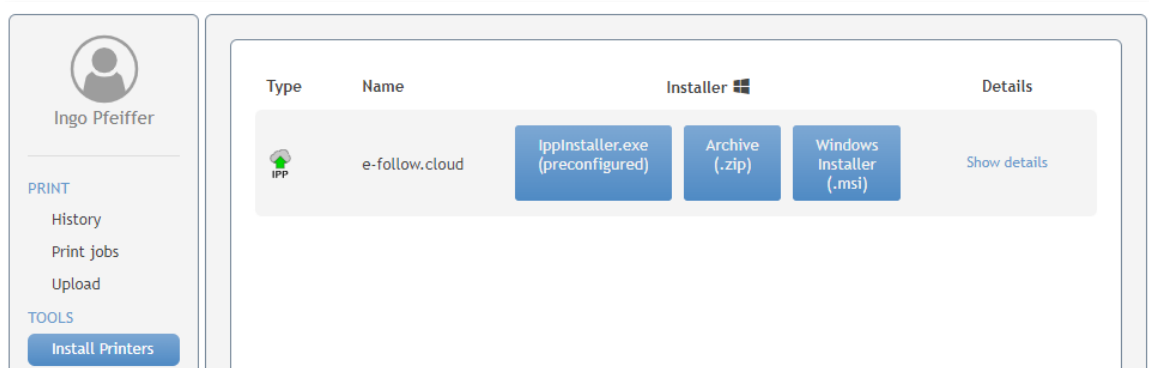 Ingo Pfeiffer
PRINT
History
Print jobs
Upload
TOOLS
Install Printers
Type Name Installer Details
IPP
e-follow.cloud
IppInstaller.exe
(preconfigured)
Archive
(.zip)
Windows
Installer
(.msi)
Show details